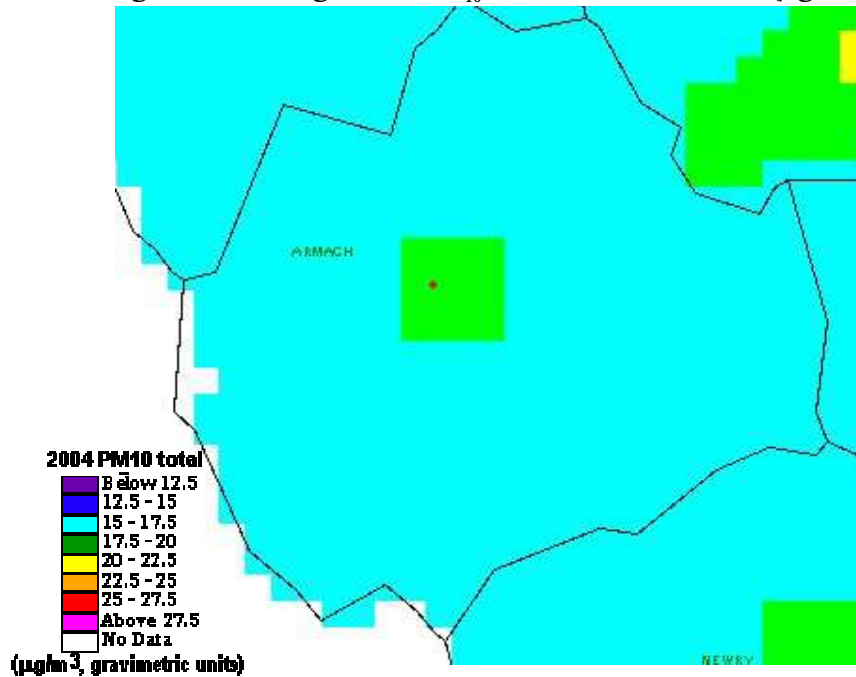 ARMAGH
2004 PM10 total
Below 12.5
12.5 - 15
15 - 17.5
17.5 - 20
20 - 22.5
22.5 - 25
25 - 27.5
Above 27.5
No Data
(µg/m3, gravimetric units)
NEWRY